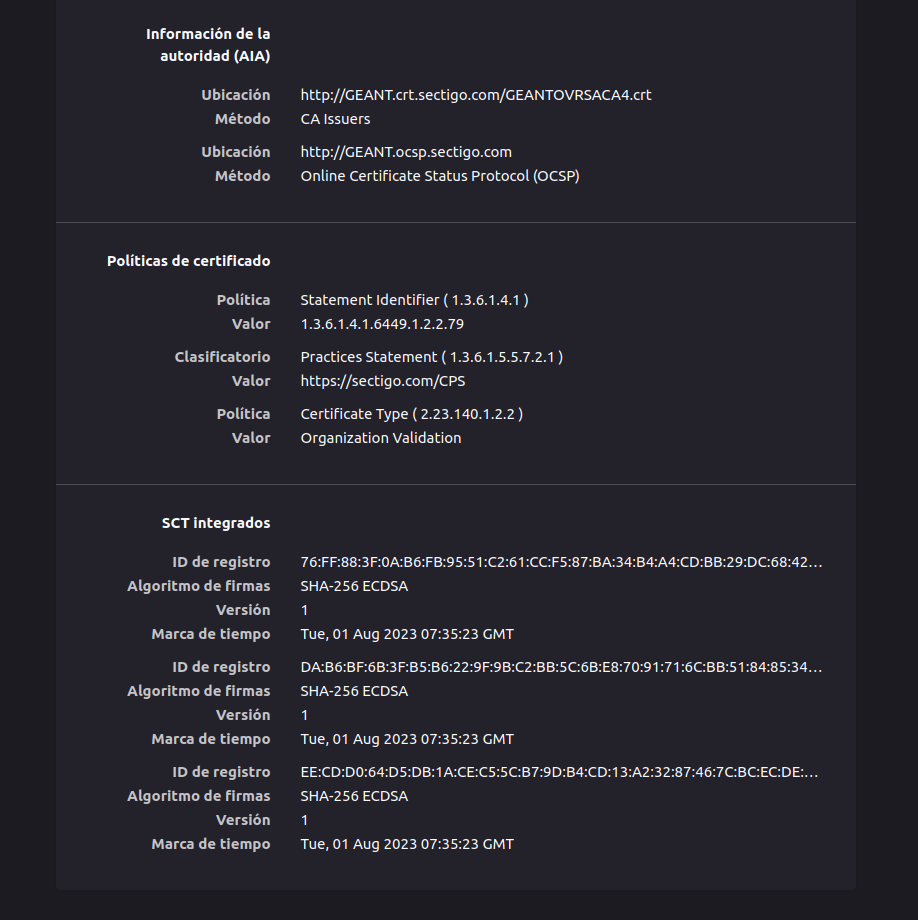 Información de la
autoridad (AIA)
Ubicación http://GEANT.crt.sectigo.com/GEANTOVRSACA4.crt
Método CA Issuers
Ubicación http://GEANT.ocsp.sectigo.com
Método Online Certificate Status Protocol (OCSP)
Políticas de certificado
Política Statement Identifier ( 1.3.6.1.4.1 )
Valor 1.3.6.1.4.1.6449.1.2.2.79
Clasificatorio Practices Statement ( 1.3.6.1.5.5.7.2.1 )
Valor https://sectigo.com/CPS
Política Certificate Type ( 2.23.140.1.2.2 )
Valor Organization Validation
SCT integrados
ID de registro 76:FF:88:3F:0A:B6:FB:95:51:C2:61:CC:F5:87:BA:34:B4:A4:CD:BB:29:DC:68:42…
Algoritmo de firmas SHA-256 ECDSA
Versión 1
Marca de tiempo Tue, 01 Aug 2023 07:35:23 GMT
ID de registro DA:B6:BF:6B:3F:B5:B6:22:9F:9B:C2:BB:5C:6B:E8:70:91:71:6C:BB:51:84:85:34…
Algoritmo de firmas SHA-256 ECDSA
Versión 1
Marca de tiempo Tue, 01 Aug 2023 07:35:23 GMT
ID de registro EE:CD:D0:64:D5:DB:1A:CE:C5:5C:B7:9D:B4:CD:13:A2:32:87:46:7C:BC:EC:DE:…
Algoritmo de firmas SHA-256 ECDSA
Versión 1
Marca de tiempo Tue, 01 Aug 2023 07:35:23 GMT